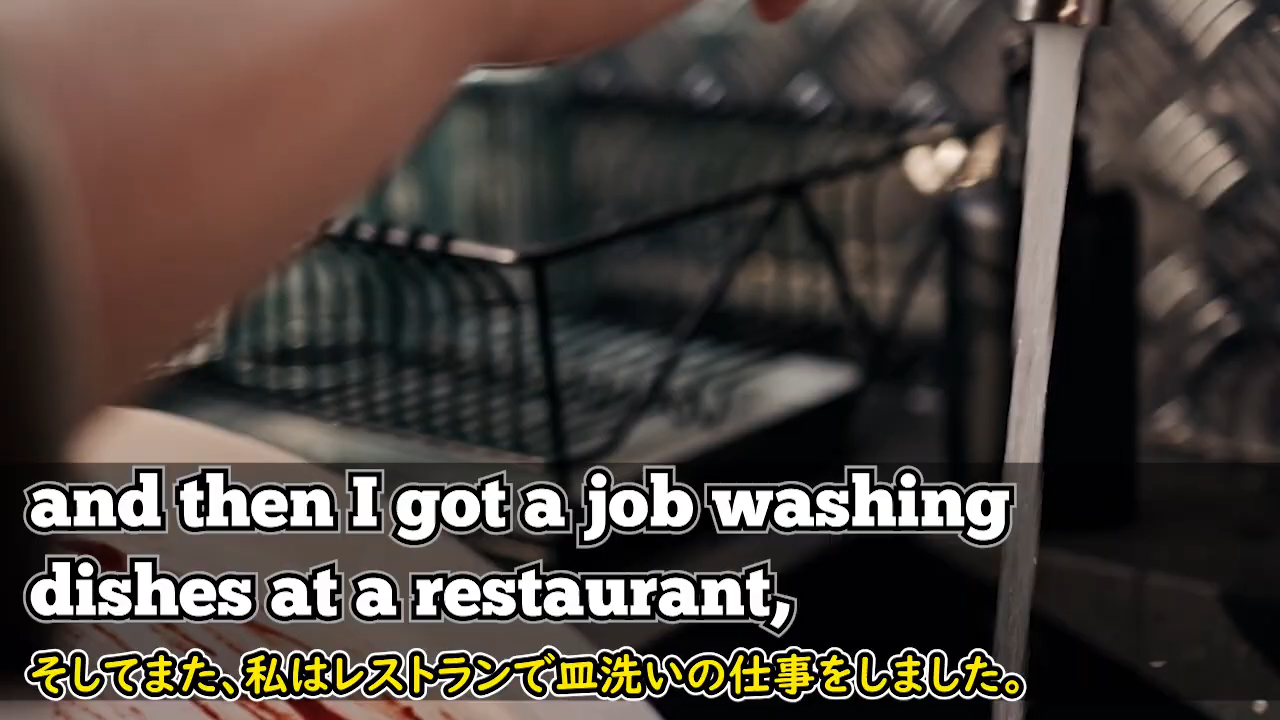 and then I got a job washing
dishes at a restaurant,
そしてまた、私はレストランで皿洗いの仕事をしました。